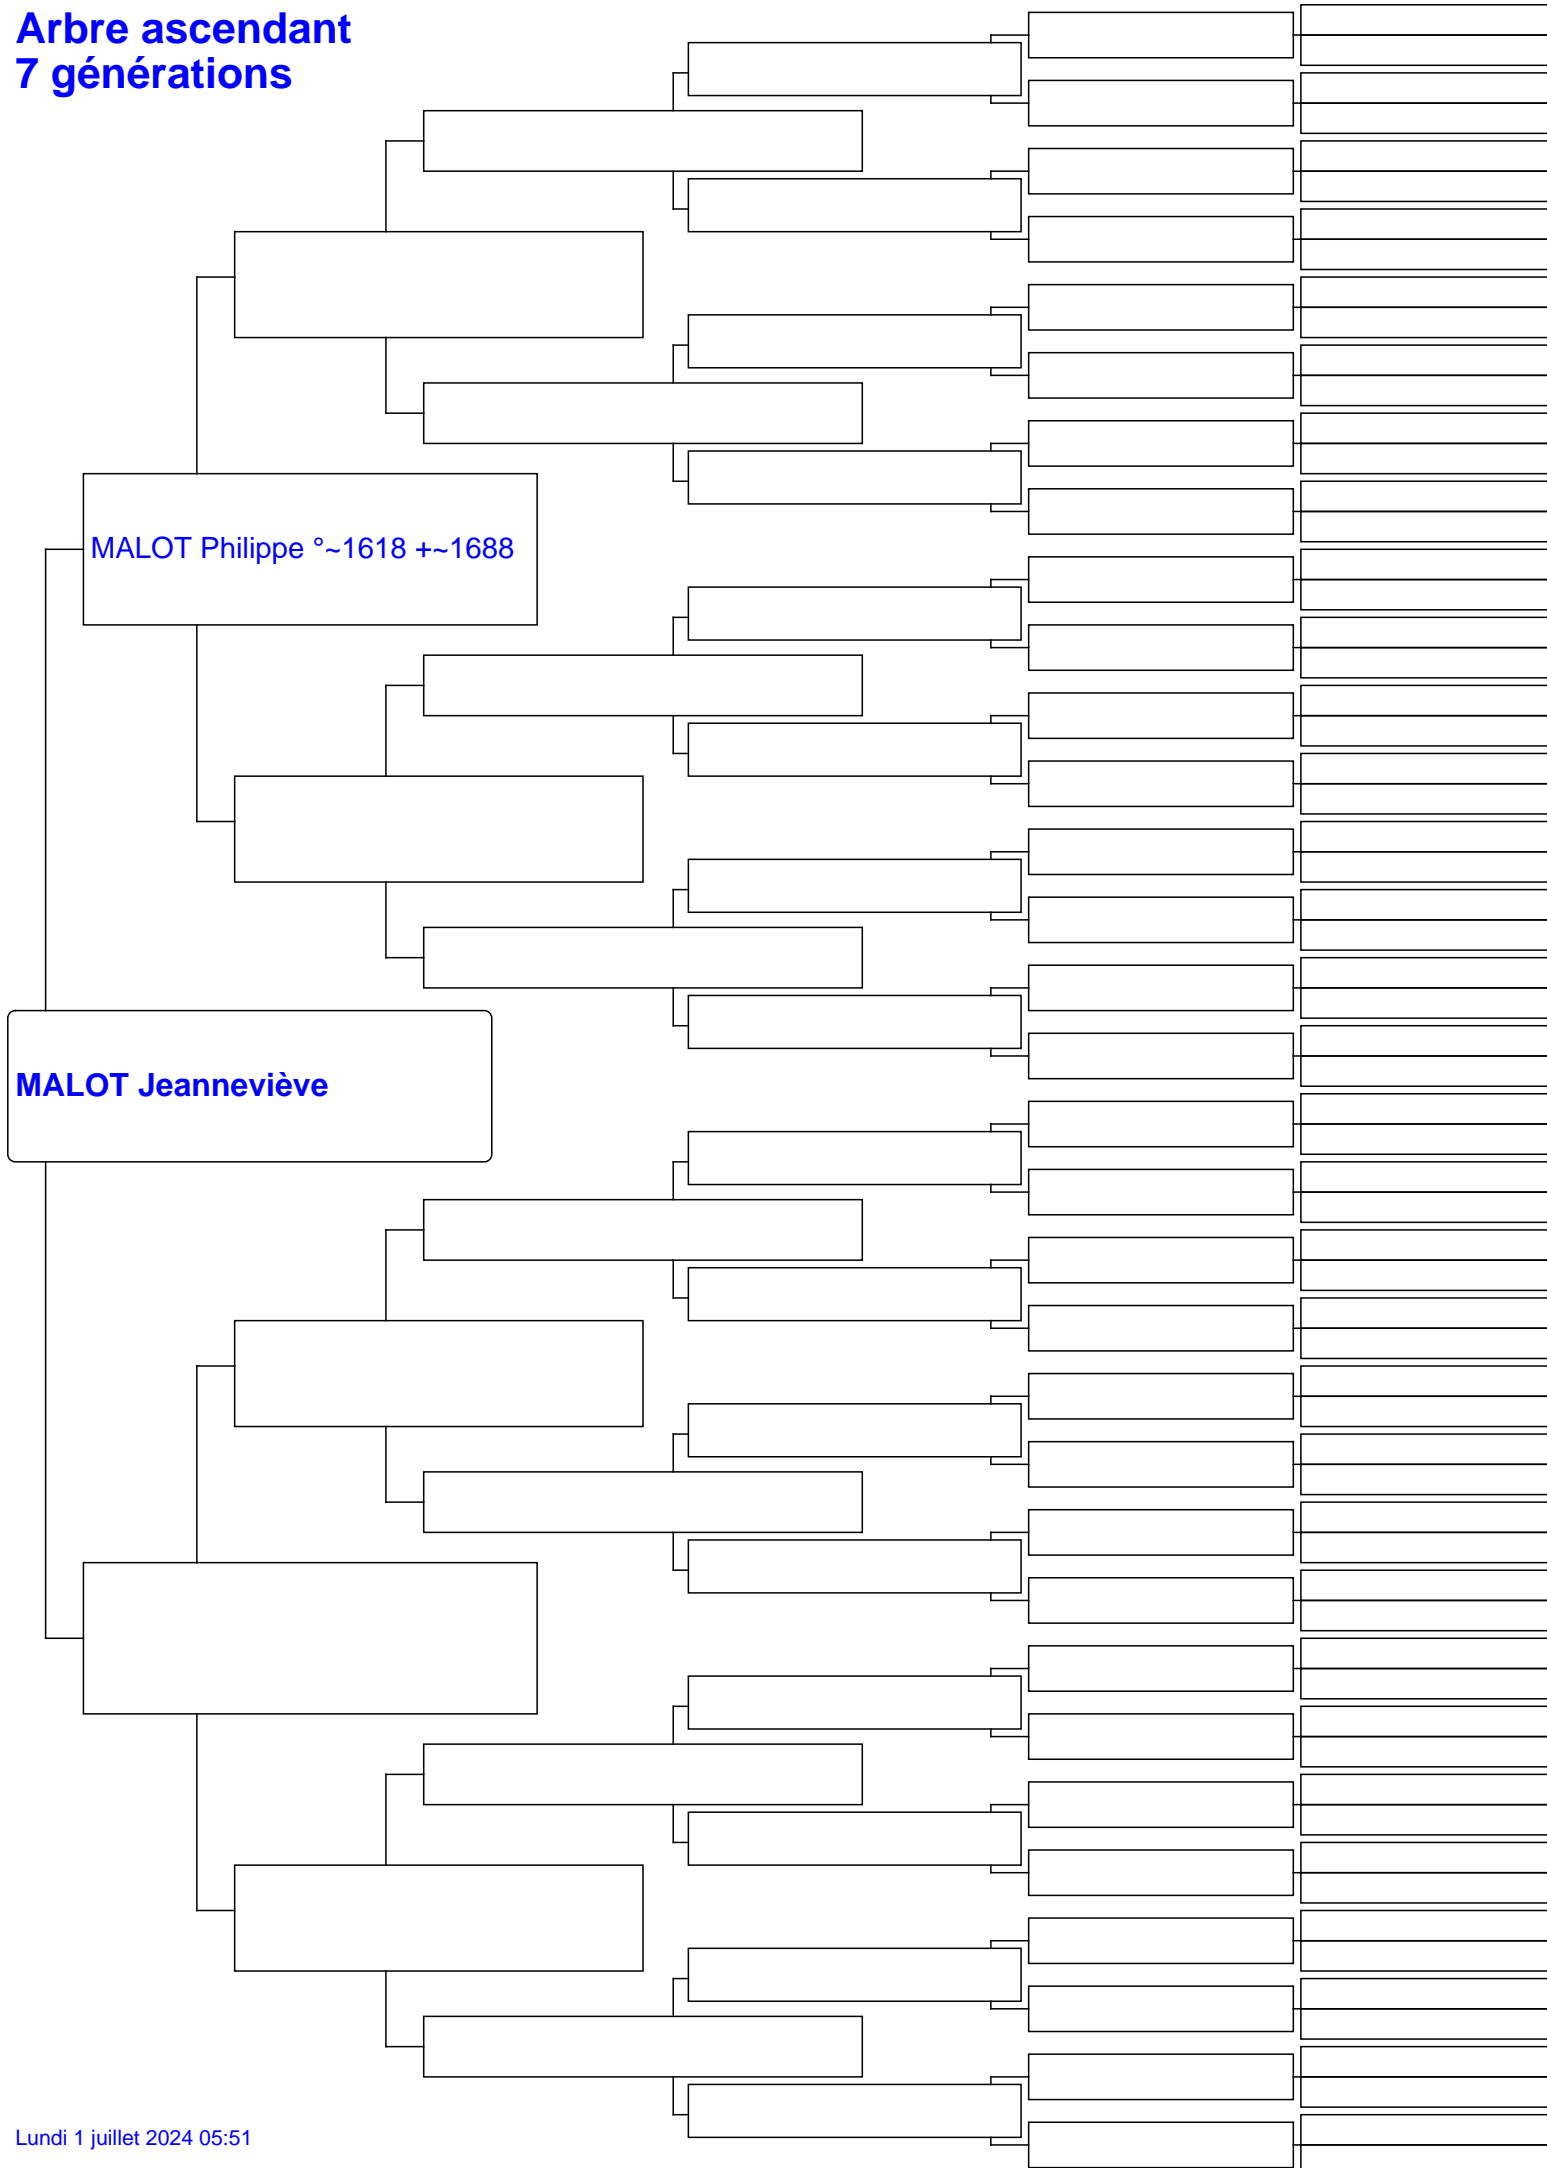 Arbre ascendant
7 générations
MALOT Philippe °~1618 +~1688
MALOT Jeanneviève
Lundi 1 juillet 2024 05:51